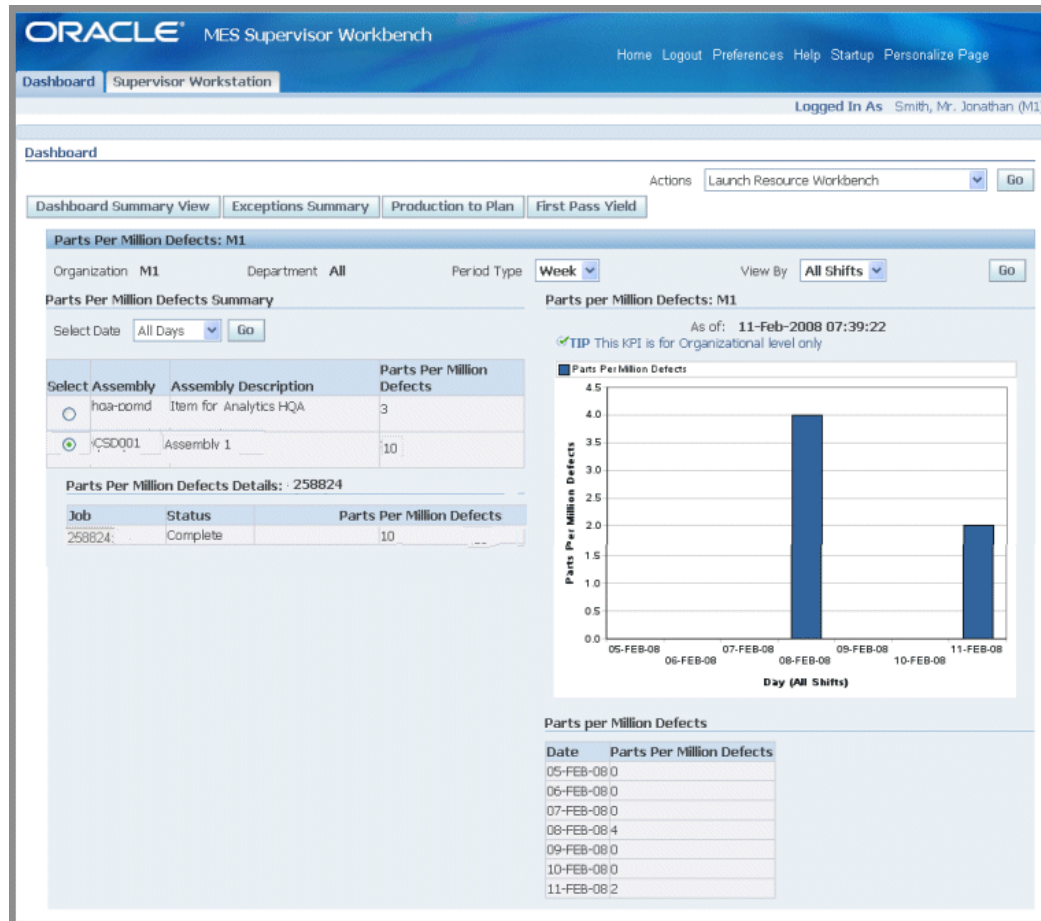 ORACLE® MES Supervisor Workbench
Home Logout Preferences Help Startup Personalize Page
Dashboard Supervisor Workstation
Logged In As Smith, Mr. Jonathan (M1)
Dashboard
Actions Launch Resource Workbench Go
Dashboard Summary View Exceptions Summary Production to Plan First Pass Yield
Parts Per Million Defects: M1
Organization M1 Department All Period Type Week View By All Shifts Go
Parts Per Million Defects Summary
Select Date All Days Go
Select Assembly Assembly Description Parts Per Million Defects
hqa-ppmd Item for Analytics HQA 3
CSD001 Assembly 1 10
Parts Per Million Defects Details: 258824
Job Status Parts Per Million Defects
258824: Complete 10
Parts per Million Defects: M1
As of: 11-Feb-2008 07:39:22
TIP This KPI is for Organizational level only
Parts Per Million Defects
Parts Per Million Defects
4.5
4.0
3.5
3.0
2.5
2.0
1.5
1.0
0.5
0.0
05-FEB-08 07-FEB-08 09-FEB-08 11-FEB-08
06-FEB-08 08-FEB-08 10-FEB-08
Day (All Shifts)
Parts per Million Defects
Date Parts Per Million Defects
05-FEB-08 0
06-FEB-08 0
07-FEB-08 0
08-FEB-08 4
09-FEB-08 0
10-FEB-08 0
11-FEB-08 2